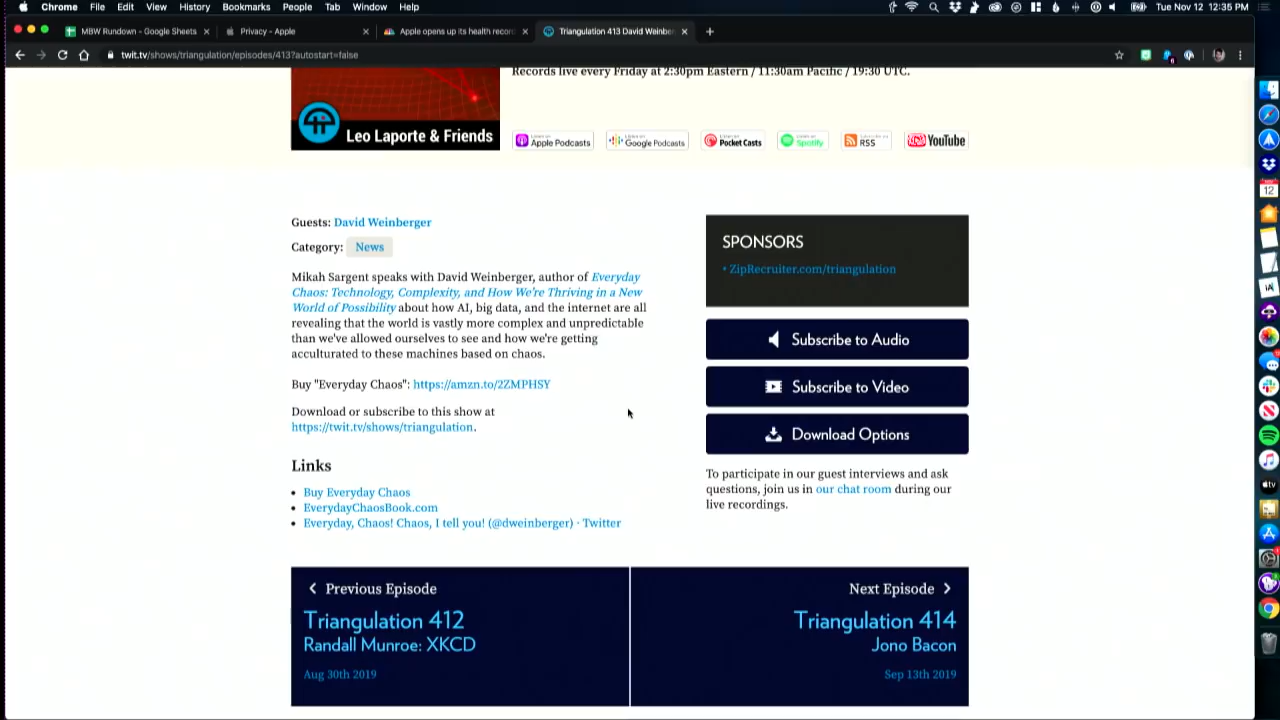 Chrome File Edit View History Bookmarks People Tab Window Help Tue Nov 12 12:35 PM
MBW Rundown - Google Sheets
Privacy - Apple
Apple opens up its health recor
Triangulation 413 David Weinbe
twit.tv/shows/triangulation/episodes/413?autostart=false
Records live every Friday at 2:30pm Eastern / 11:30am Pacific / 19:30 UTC.
Leo Laporte & Friends
Apple Podcasts
Google Podcasts
Pocket Casts
Spotify
RSS
YouTube
Guests: David Weinberger
Category: News
Mikah Sargent speaks with David Weinberger, author of Everyday
Chaos: Technology, Complexity, and How We're Thriving in a New
World of Possibility about how AI, big data, and the internet are all
revealing that the world is vastly more complex and unpredictable
than we've allowed ourselves to see and how we're getting
acculturated to these machines based on chaos.
Buy "Everyday Chaos": https://amzn.to/2ZMPHSY
Download or subscribe to this show at
https://twit.tv/shows/triangulation.
Links
• Buy Everyday Chaos
• EverydayChaosBook.com
• Everyday, Chaos! Chaos, I tell you! (@dweinberger) · Twitter
SPONSORS
• ZipRecruiter.com/triangulation
Subscribe to Audio
Subscribe to Video
Download Options
To participate in our guest interviews and ask
questions, join us in our chat room during our
live recordings.
Previous Episode
Triangulation 412
Randall Munroe: XKCD
Aug 30th 2019
Next Episode
Triangulation 414
Jono Bacon
Sep 13th 2019
12
tv